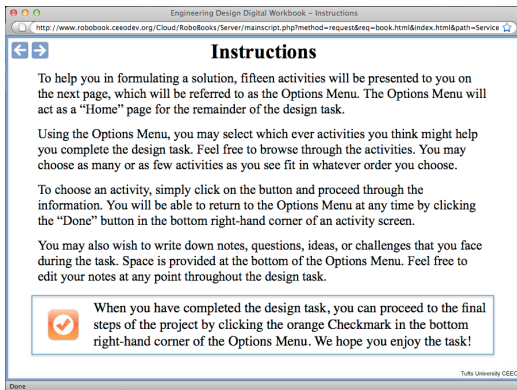 Engineering Design Digital Workbook – Instructions
http://www.robobook.ceeodev.org/Cloud/RoboBooks/Server/mainscript.php?method=request&req=book.html&index.html&path=Service
Instructions
To help you in formulating a solution, fifteen activities will be presented to you on
the next page, which will be referred to as the Options Menu. The Options Menu will
act as a “Home” page for the remainder of the design task.
Using the Options Menu, you may select which ever activities you think might help
you complete the design task. Feel free to browse through the activities. You may
choose as many or as few activities as you see fit in whatever order you choose.
To choose an activity, simply click on the button and proceed through the
information. You will be able to return to the Options Menu at any time by clicking
the “Done” button in the bottom right-hand corner of an activity screen.
You may also wish to write down notes, questions, ideas, or challenges that you face
during the task. Space is provided at the bottom of the Options Menu. Feel free to
edit your notes at any point throughout the design task.
When you have completed the design task, you can proceed to the final
steps of the project by clicking the orange Checkmark in the bottom
right-hand corner of the Options Menu. We hope you enjoy the task!
Tufts University CEEO
Done